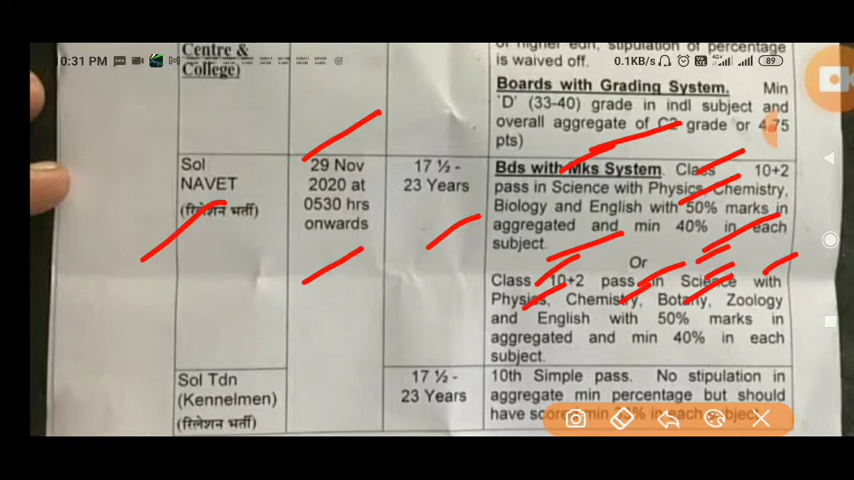 Centre &
College)
10:31 PM
0.1KB/s
89
of higher edn, stipulation of percentage
is waived off.
Boards with Grading System. Min
'D' (33-40) grade in indl subject and
overall aggregate of C2 grade or 4.75
pts)
Sol
NAVET
(रिलेशन भर्ती)
29 Nov
2020 at
0530 hrs
onwards
17 ½ -
23 Years
Bds with Mks System. Class 10+2
pass in Science with Physics, Chemistry,
Biology and English with 50% marks in
aggregated and min 40% in each
subject.
Or
Class 10+2 pass in Science with
Physics, Chemistry, Botany, Zoology
and English with 50% marks in
aggregated and min 40% in each
subject.
Sol Tdn
(Kennelmen)
(रिलेशन भर्ती)
17 ½ -
23 Years
10th Simple pass. No stipulation in
aggregate min percentage but should
have scored min % in each subject.